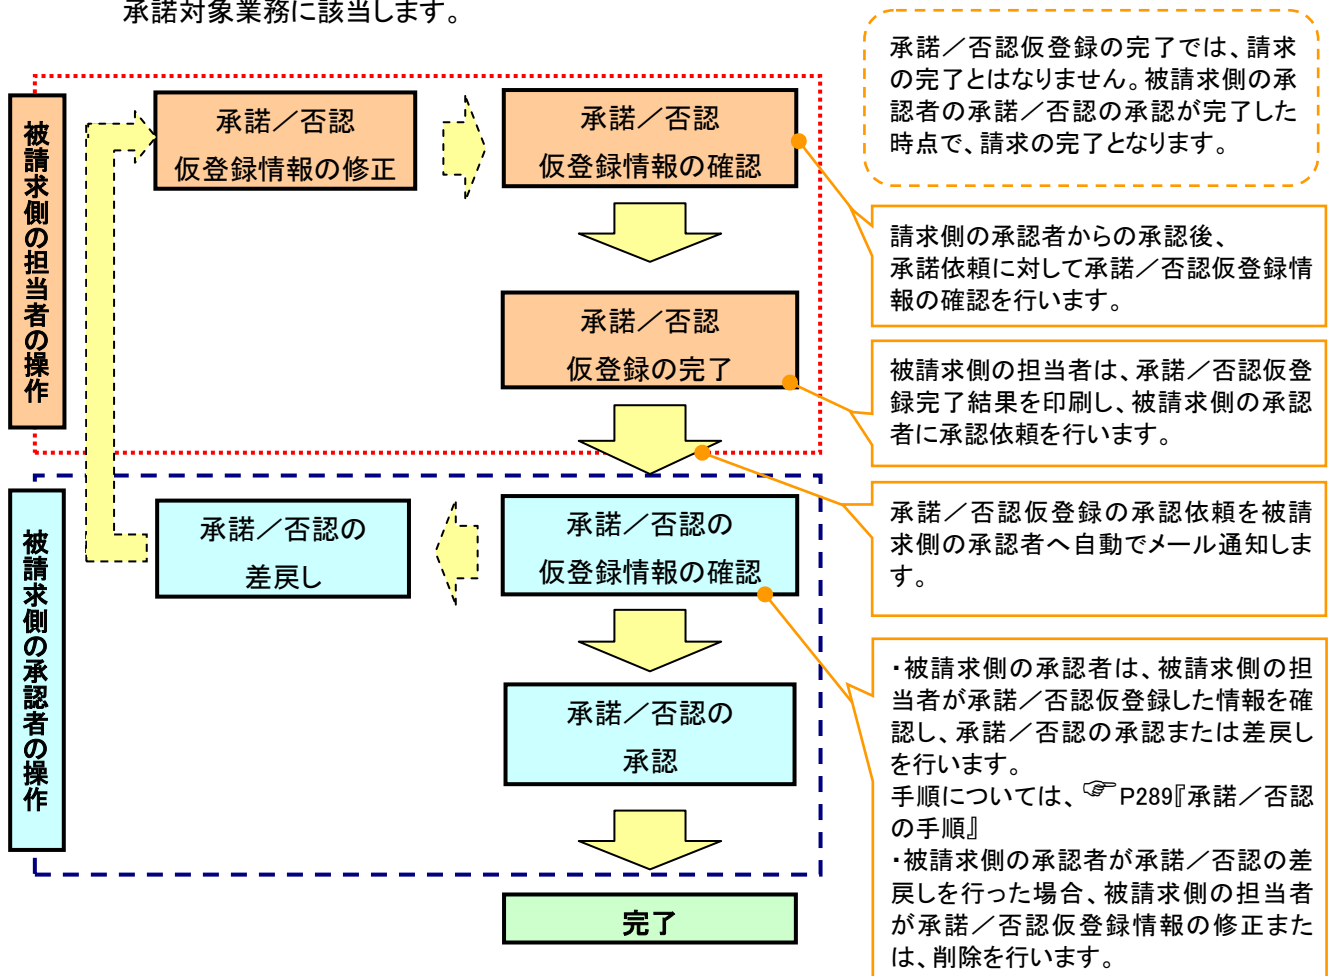 承諾対象業務に該当します。
承諾／否認仮登録の完了では、請求
の完了とはなりません。被請求側の承
認者の承諾／否認の承認が完了した
時点で、請求の完了となります。
被請求側の担当者の操作
承諾／否認
仮登録情報の修正
承諾／否認
仮登録情報の確認
請求側の承認者からの承認後、
承諾依頼に対して承諾／否認仮登録情
報の確認を行います。
承諾／否認
仮登録の完了
被請求側の担当者は、承諾／否認仮登
録完了結果を印刷し、被請求側の承認
者に承認依頼を行います。
承諾／否認仮登録の承認依頼を被請
求側の承認者へ自動でメール通知しま
す。
被請求側の承認者の操作
承諾／否認の
差戻し
承諾／否認の
仮登録情報の確認
承諾／否認の
承認
・被請求側の承認者は、被請求側の担
当者が承諾／否認仮登録した情報を確
認し、承諾／否認の承認または差戻し
を行います。
手順については、☞P289『承諾／否認
の手順』
・被請求側の承認者が承諾／否認の差
戻しを行った場合、被請求側の担当者
が承諾／否認仮登録情報の修正また
は、削除を行います。
完了